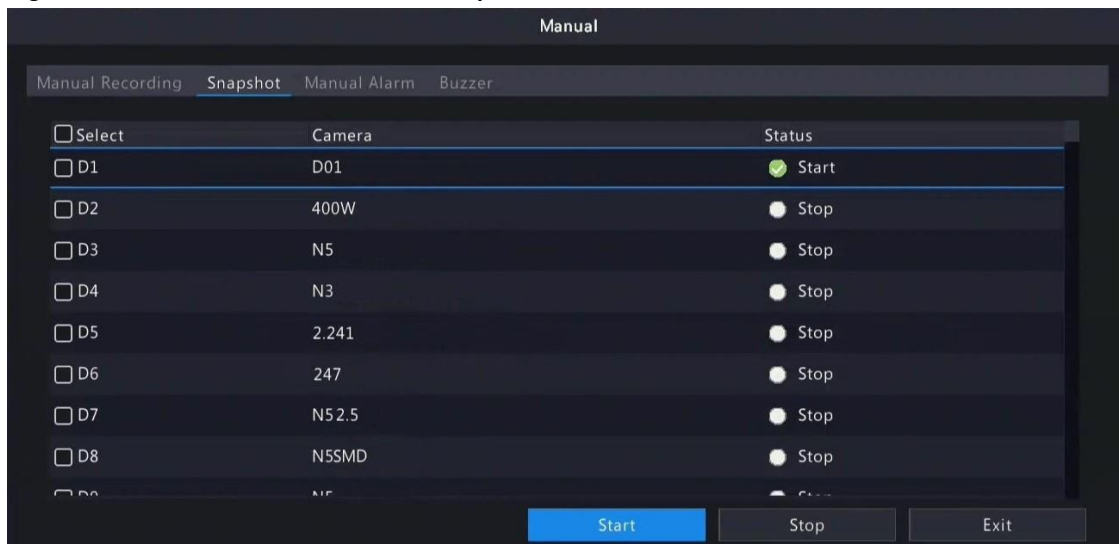 Manual
Manual Recording Snapshot Manual Alarm Buzzer
Select Camera Status
D1 D01 Start
D2 400W Stop
D3 N5 Stop
D4 N3 Stop
D5 2.241 Stop
D6 247 Stop
D7 N52.5 Stop
D8 N5SMD Stop
Start Stop Exit